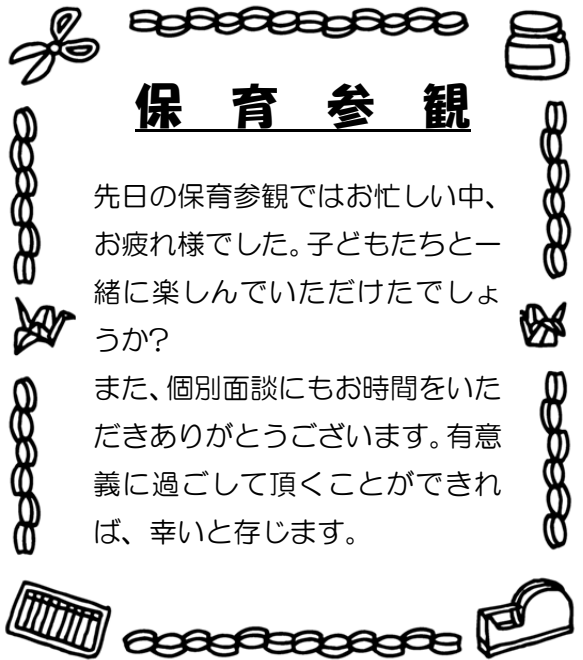 保　育　参　観
先日の保育参観ではお忙しい中、
お疲れ様でした。子どもたちと一
緒に楽しんでいただけたでしょ
うか?
また、個別面談にもお時間をいた
だきありがとうございます。有意
義に過ごして頂くことができれ
ば、幸いと存じます。